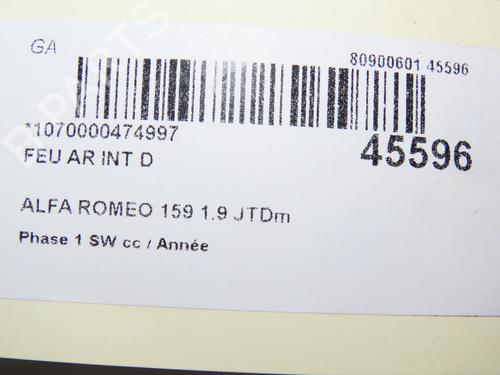 GA
80900601 45596
*1070000474997
45596
FEU AR INT D
ALFA ROMEO 159 1.9 JTDm
Phase 1 SW cc / Année